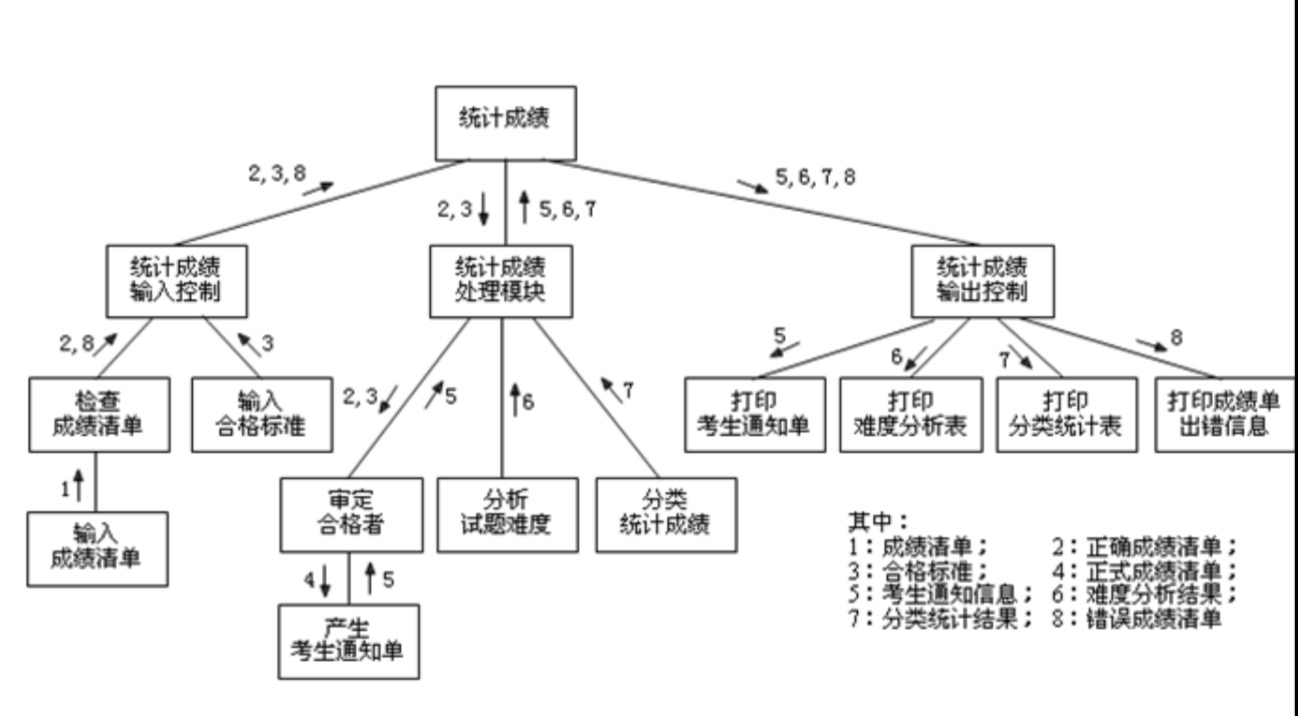 统计成绩
2,3,8
5,6,7,8
2,3
5,6,7
统计成绩
输入控制
统计成绩
处理模块
统计成绩
输出控制
2,8
3
5
6
7
8
检查
成绩清单
输入
合格标准
2,3
5
6
7
打印
考生通知单
打印
难度分析表
打印
分类统计表
打印成绩单
出错信息
1
输入
成绩清单
审定
合格者
分析
试题难度
分类
统计成绩
4
5
产生
考生通知单
其中：
1：成绩清单； 2：正确成绩清单；
3：合格标准； 4：正式成绩清单；
5：考生通知信息； 6：难度分析结果；
7：分类统计结果； 8：错误成绩清单